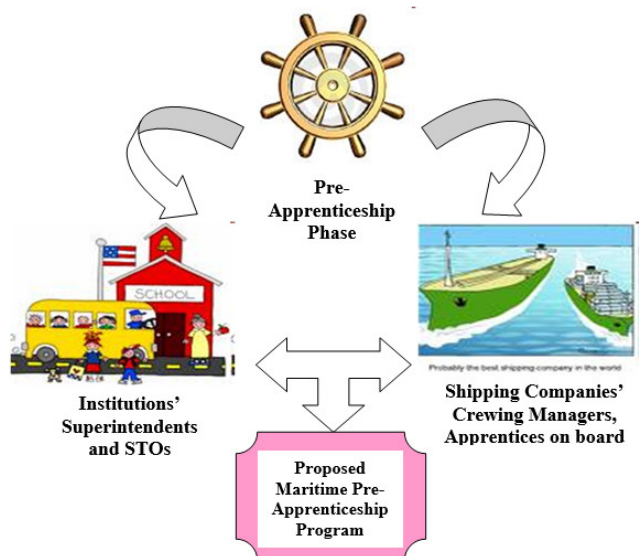 Pre-
Apprenticeship
Phase
SCHOOL
Probably the best shipping company in the world
Institutions'
Superintendents
and STOs
Shipping Companies'
Crewing Managers,
Apprentices on board
Proposed
Maritime Pre-
Apprenticeship
Program